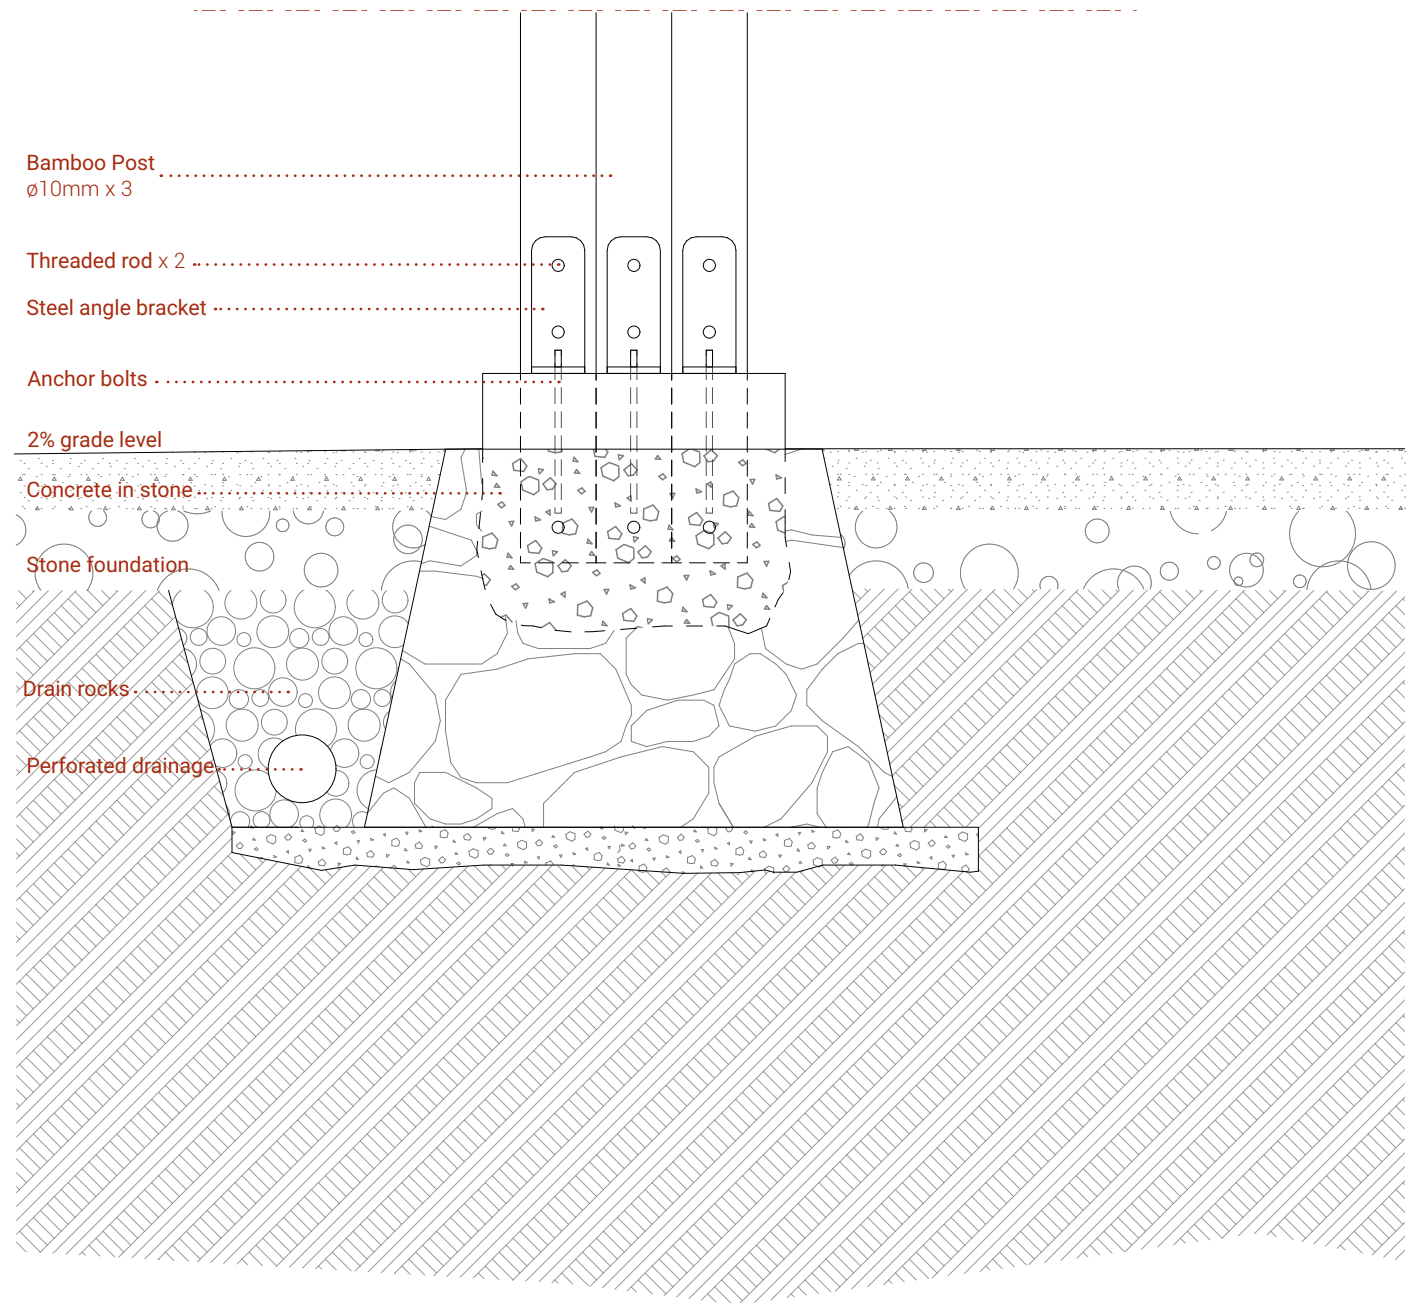 Bamboo Post
ø10mm x 3
Threaded rod x 2
Steel angle bracket
Anchor bolts
2% grade level
Concrete in stone
Stone foundation
Drain rocks
Perforated drainage